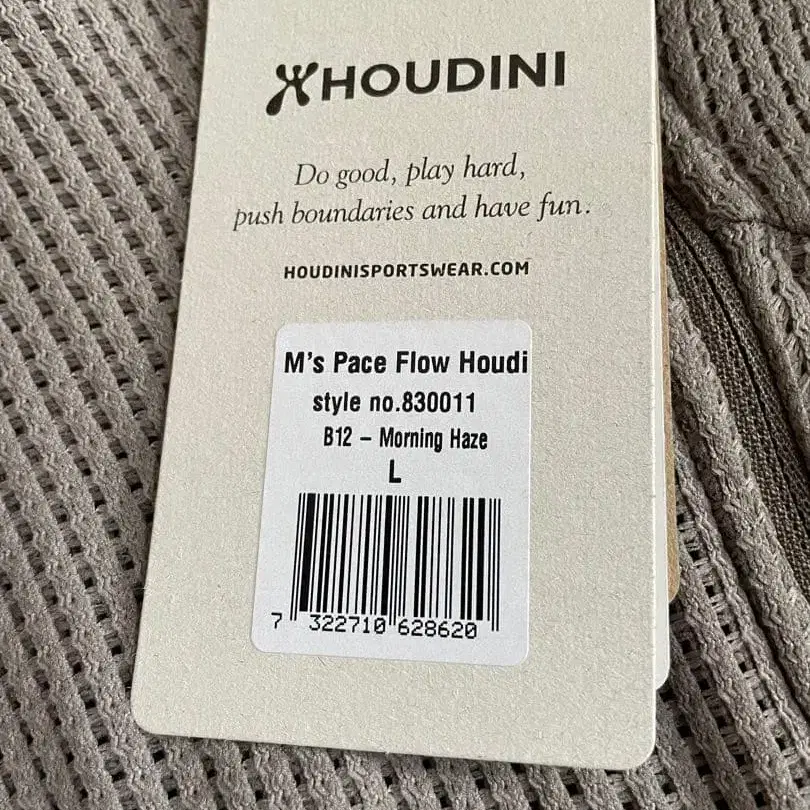 HOUDINI
Do good, play hard,
push boundaries and have fun.
HOUDINISPORTSWEAR.COM
M's Pace Flow Houdi
style no.830011
B12 – Morning Haze
L
7 322710 628620